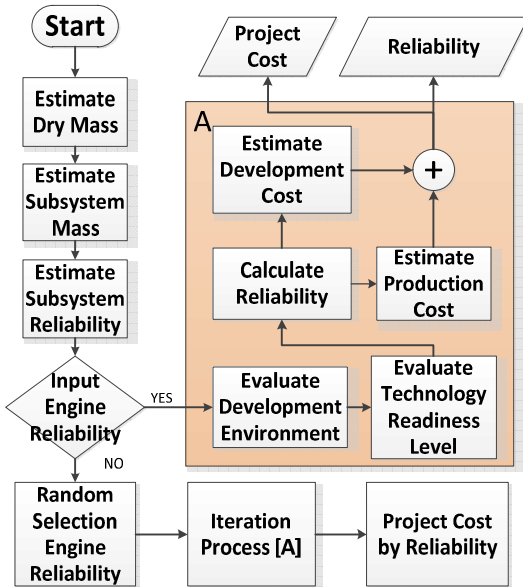 Start
Estimate
Dry Mass
Estimate
Subsystem
Mass
Estimate
Subsystem
Reliability
Input
Engine
Reliability
YES
NO
Random
Selection
Engine
Reliability
Iteration
Process [A]
Project Cost
by Reliability
Project
Cost
Reliability
A
Estimate
Development
Cost
+
Calculate
Reliability
Estimate
Production
Cost
Evaluate
Development
Environment
Evaluate
Technology
Readiness
Level